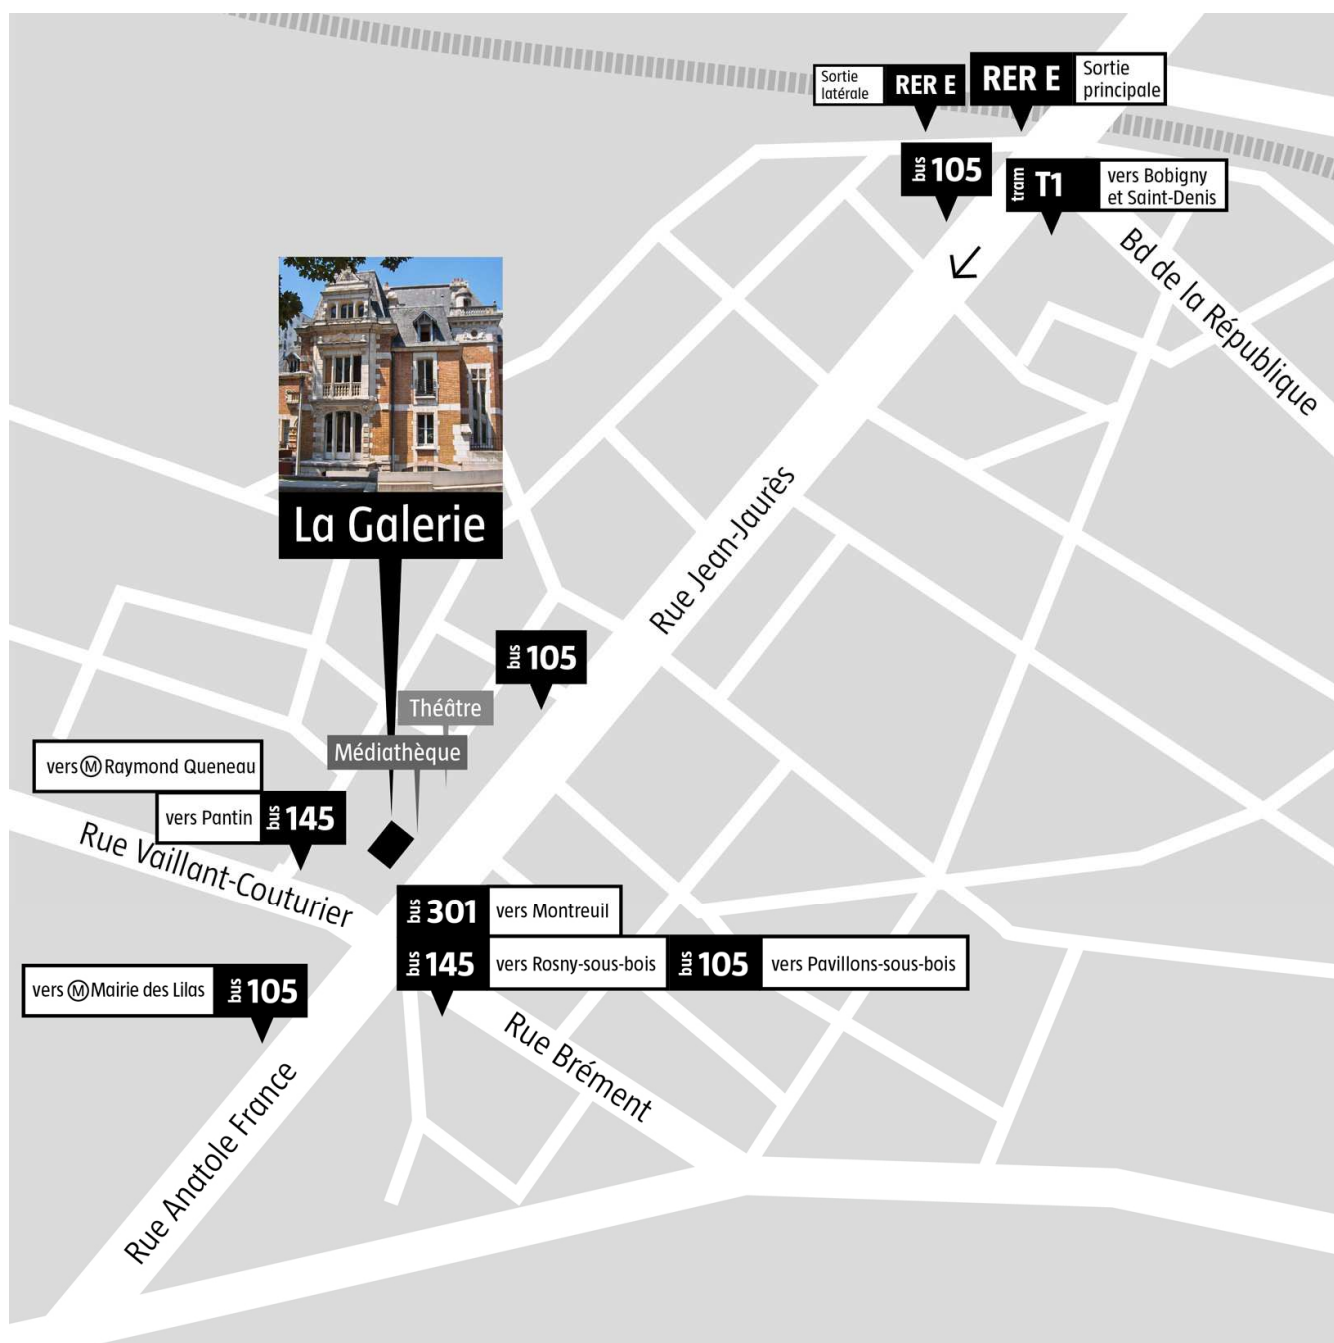 Sortie
latérale
RER E
RER E
Sortie
principale
bus 105
tram T1
vers Bobigny
et Saint-Denis
Bd de la République
La Galerie
Rue Jean-Jaurès
bus 105
Théâtre
Médiathèque
vers M Raymond Queneau
vers Pantin
bus 145
Rue Vaillant-Couturier
bus 301
vers Montreuil
bus 145
vers Rosny-sous-bois
bus 105
vers Pavillons-sous-bois
vers M Mairie des Lilas
bus 105
Rue Brément
Rue Anatole France